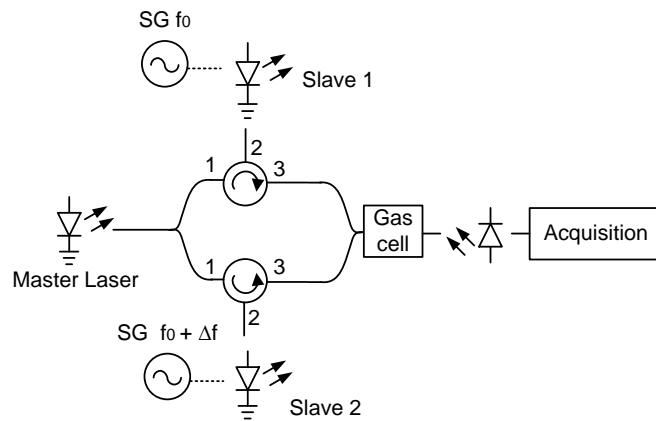 SG f0
Slave 1
2
1
3
Master Laser
Gas
cell
Acquisition
1
3
2
SG f0 + Δf
Slave 2